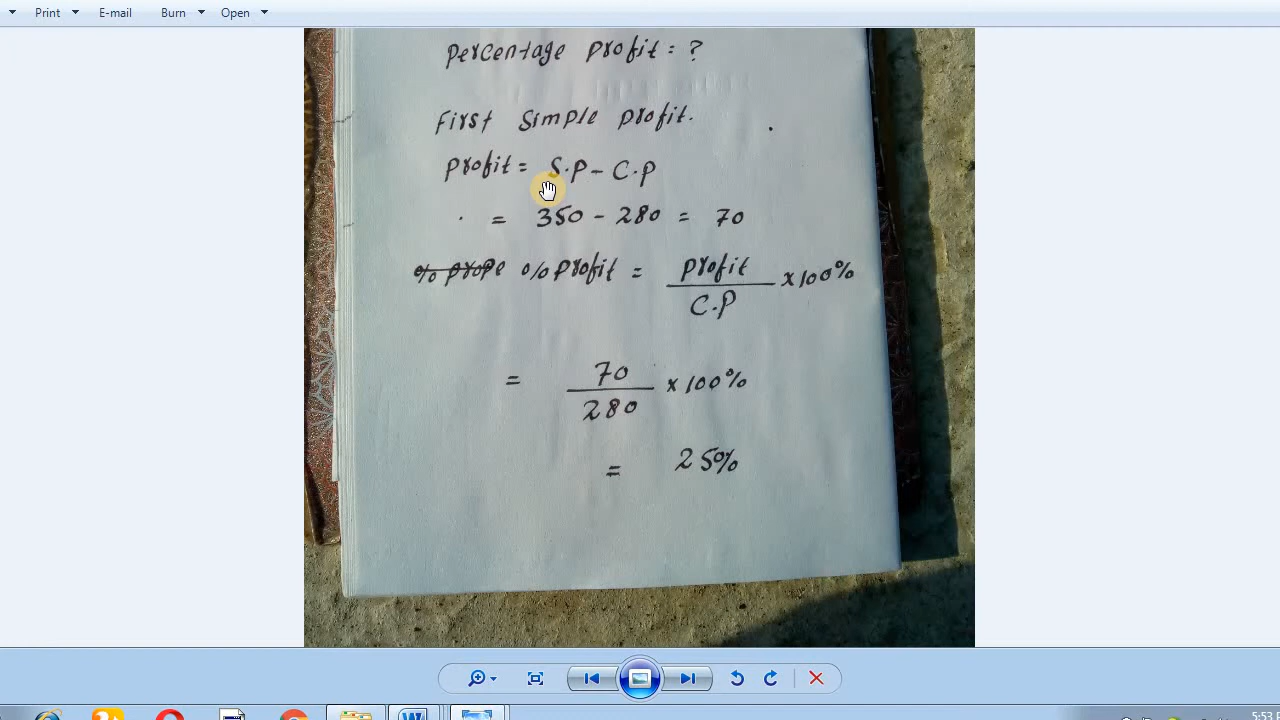 Print E-mail Burn Open
Percentage Profit = ?
First Simple Profit.
Profit = S.P - C.P
= 350 - 280 = 70
% prope % Profit = Profit / C.P × 100%
= 70 / 280 × 100%
= 25%